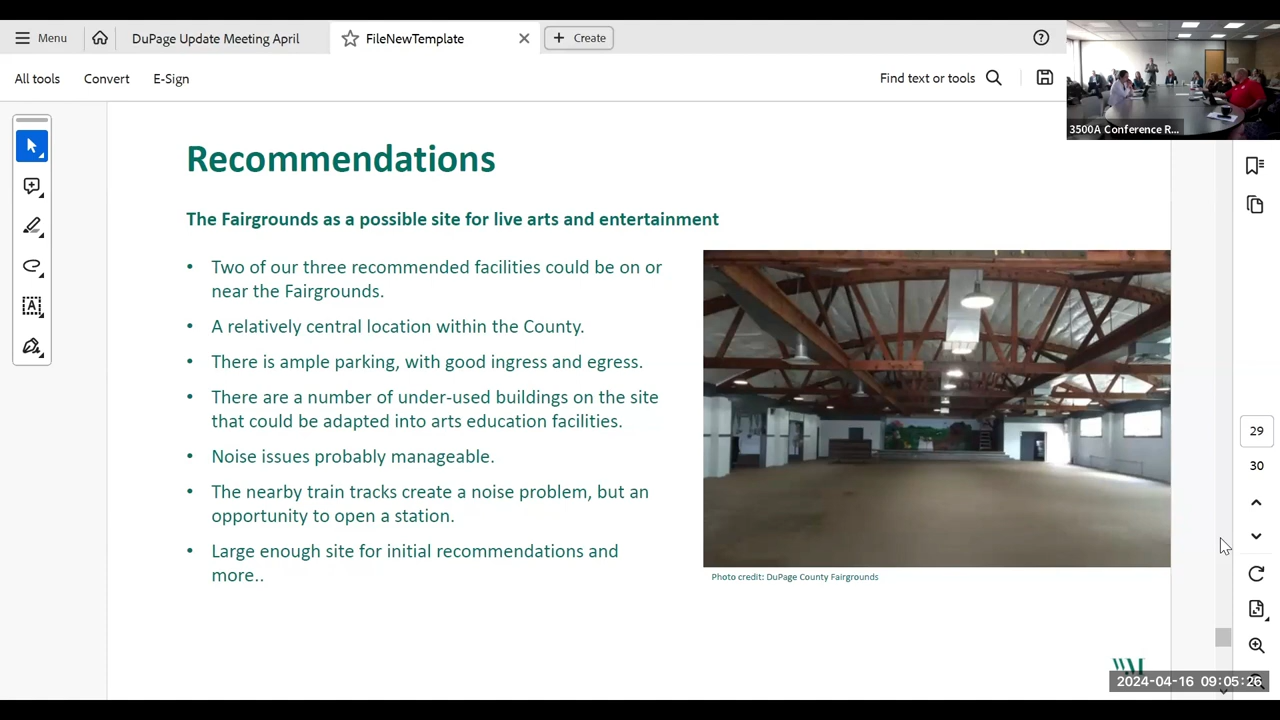 Menu
DuPage Update Meeting April
FileNewTemplate
Create
All tools
Convert
E-Sign
Find text or tools
3500A Conference R...
Recommendations
The Fairgrounds as a possible site for live arts and entertainment
• Two of our three recommended facilities could be on or
near the Fairgrounds.
• A relatively central location within the County.
• There is ample parking, with good ingress and egress.
• There are a number of under-used buildings on the site
that could be adapted into arts education facilities.
• Noise issues probably manageable.
• The nearby train tracks create a noise problem, but an
opportunity to open a station.
• Large enough site for initial recommendations and
more..
Photo credit: DuPage County Fairgrounds
29
30
WM
2024-04-16 09:05:26